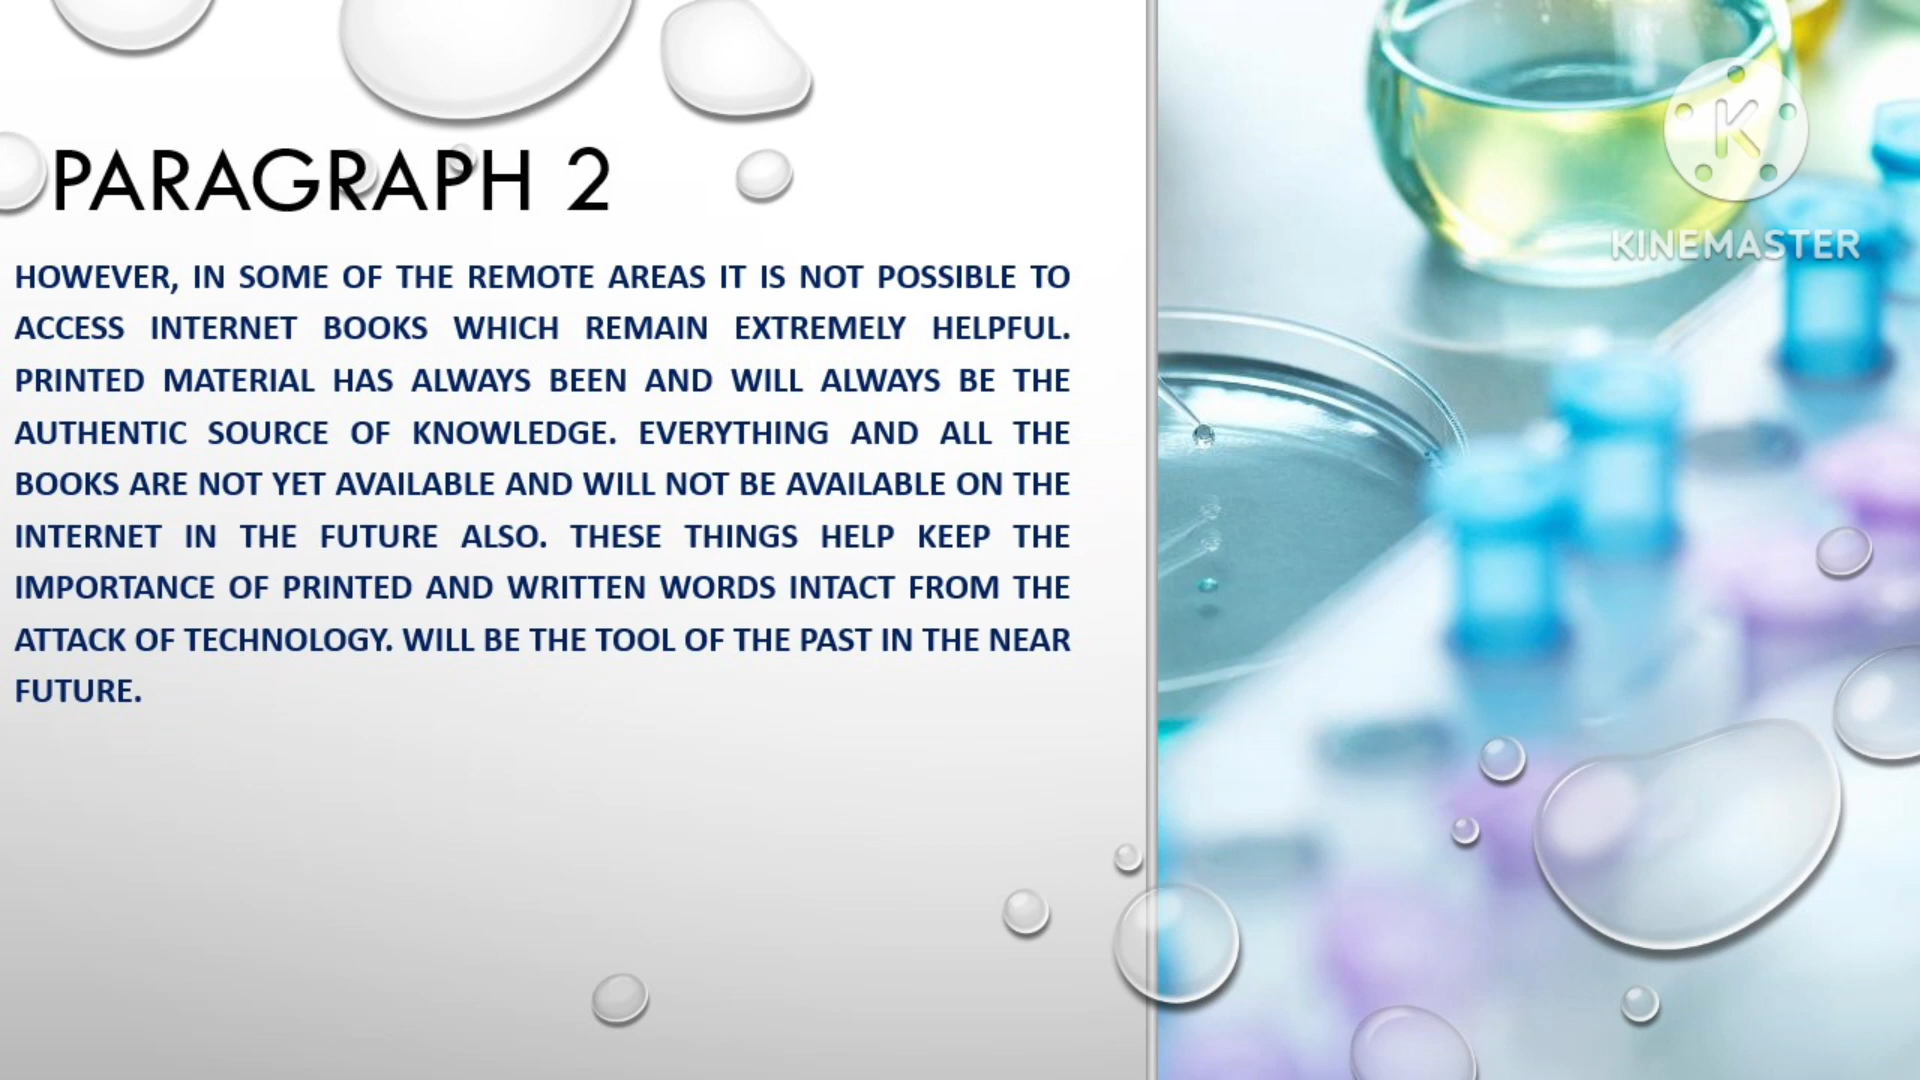 PARAGRAPH 2
HOWEVER, IN SOME OF THE REMOTE AREAS IT IS NOT POSSIBLE TO
ACCESS INTERNET BOOKS WHICH REMAIN EXTREMELY HELPFUL.
PRINTED MATERIAL HAS ALWAYS BEEN AND WILL ALWAYS BE THE
AUTHENTIC SOURCE OF KNOWLEDGE. EVERYTHING AND ALL THE
BOOKS ARE NOT YET AVAILABLE AND WILL NOT BE AVAILABLE ON THE
INTERNET IN THE FUTURE ALSO. THESE THINGS HELP KEEP THE
IMPORTANCE OF PRINTED AND WRITTEN WORDS INTACT FROM THE
ATTACK OF TECHNOLOGY. WILL BE THE TOOL OF THE PAST IN THE NEAR
FUTURE.
K
KINEMASTER